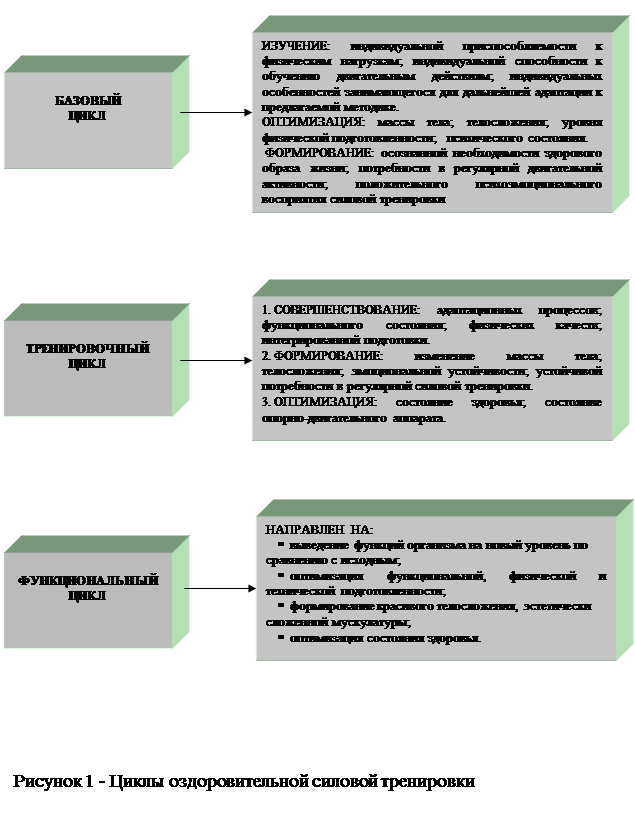 БАЗОВЫЙ
ЦИКЛ
ИЗУЧЕНИЕ: индивидуальной приспособляемости к
физическим нагрузкам; индивидуальной способности к
обучению двигательным действиям; индивидуальных
особенностей занимающегося для дальнейшей адаптации к
предлагаемой методике.
ОПТИМИЗАЦИЯ: массы тела; телосложения; уровня
физической подготовленности; психического состояния.
ФОРМИРОВАНИЕ: осознанной необходимости здорового
образа жизни; потребности в регулярной двигательной
активности; положительного психоэмоционального
восприятия силовой тренировки
ТРЕНИРОВОЧНЫЙ
ЦИКЛ
1. СОВЕРШЕНСТВОВАНИЕ: адаптационных процессов;
функционального состояния; физических качеств;
интегрированной подготовки.
2. ФОРМИРОВАНИЕ: изменение массы тела;
телосложения; эмоциональной устойчивости; устойчивой
потребности в регулярной силовой тренировки.
3. ОПТИМИЗАЦИЯ: состояние здоровья; состояние
опорно-двигательного аппарата.
ФУНКЦИОНАЛЬНЫЙ
ЦИКЛ
НАПРАВЛЕН НА:
▪ выведение функций организма на новый уровень по
сравнению с исходным;
▪ оптимизация функциональной, физической и
технической подготовленности;
▪ формирование красивого телосложения, эстетически
сложенной мускулатуры;
▪ оптимизация состояния здоровья.
Рисунок 1 - Циклы оздоровительной силовой тренировки